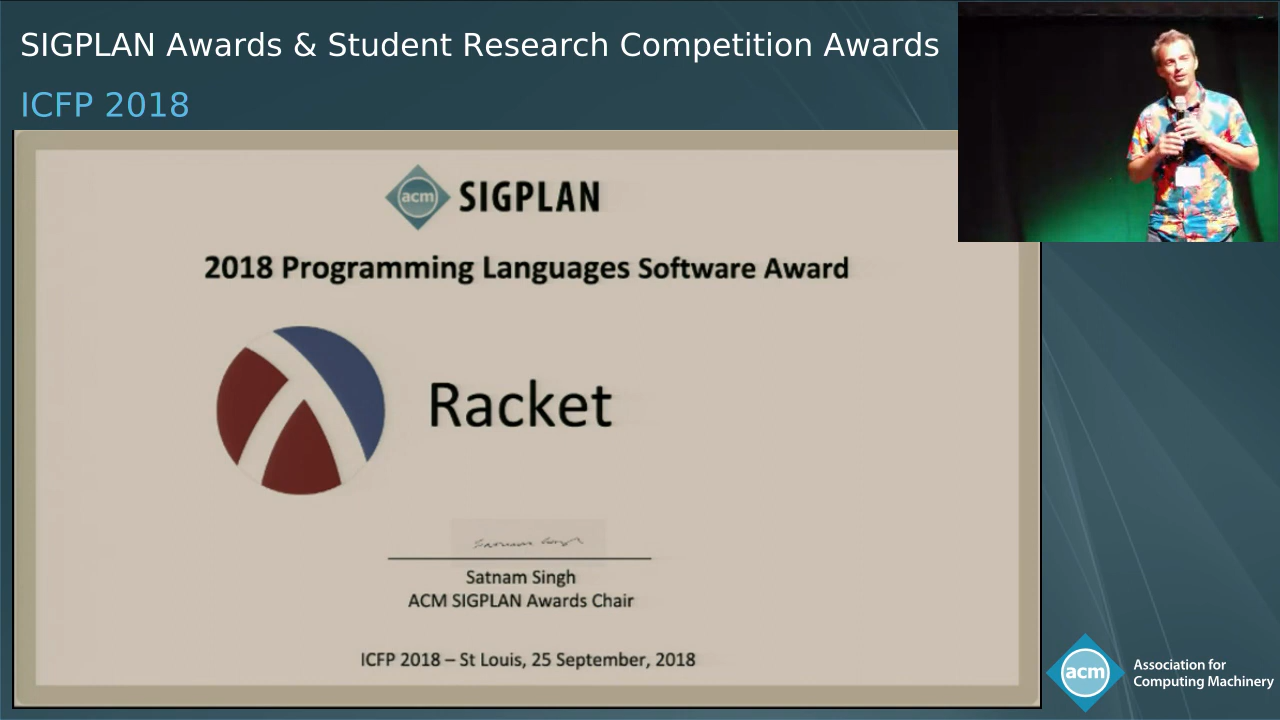 SIGPLAN Awards & Student Research Competition Awards
ICFP 2018
acm SIGPLAN
2018 Programming Languages Software Award
Racket
Satnam Singh
ACM SIGPLAN Awards Chair
ICFP 2018 – St Louis, 25 September, 2018
acm Association for
Computing Machinery